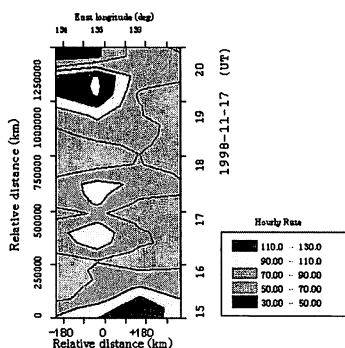 East longitude (deg)
134 136 139
Relative distance (km)
0 250000 500000 750000 1000000 1250000
15 16 17 18 19 20
1998-11-17 (UT)
-180 0 +180
Relative distance (km)
Hourly Rate
110.0 - 130.0
90.00 - 110.0
70.00 - 90.00
50.00 - 70.00
30.00 - 50.00